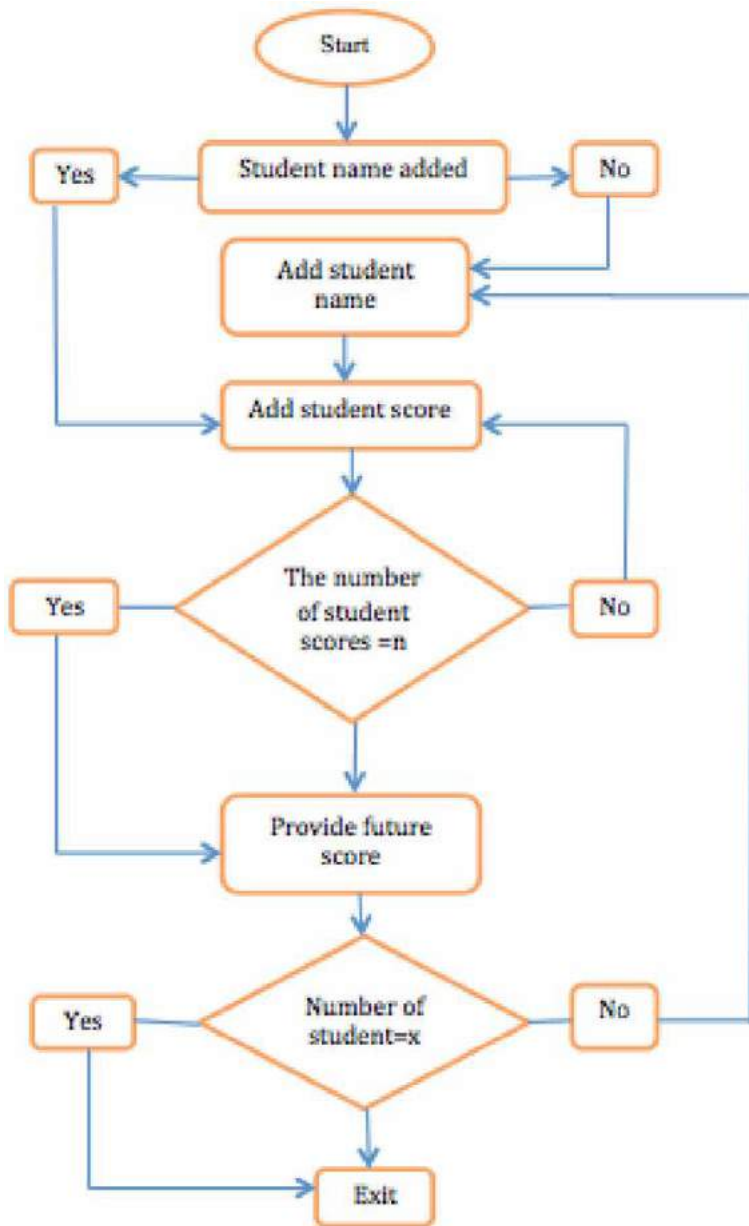 Start
Yes
Student name added
No
Add student
name
Add student score
The number
of student
scores =n
Yes
No
Provide future
score
Number of
student=x
Yes
No
Exit